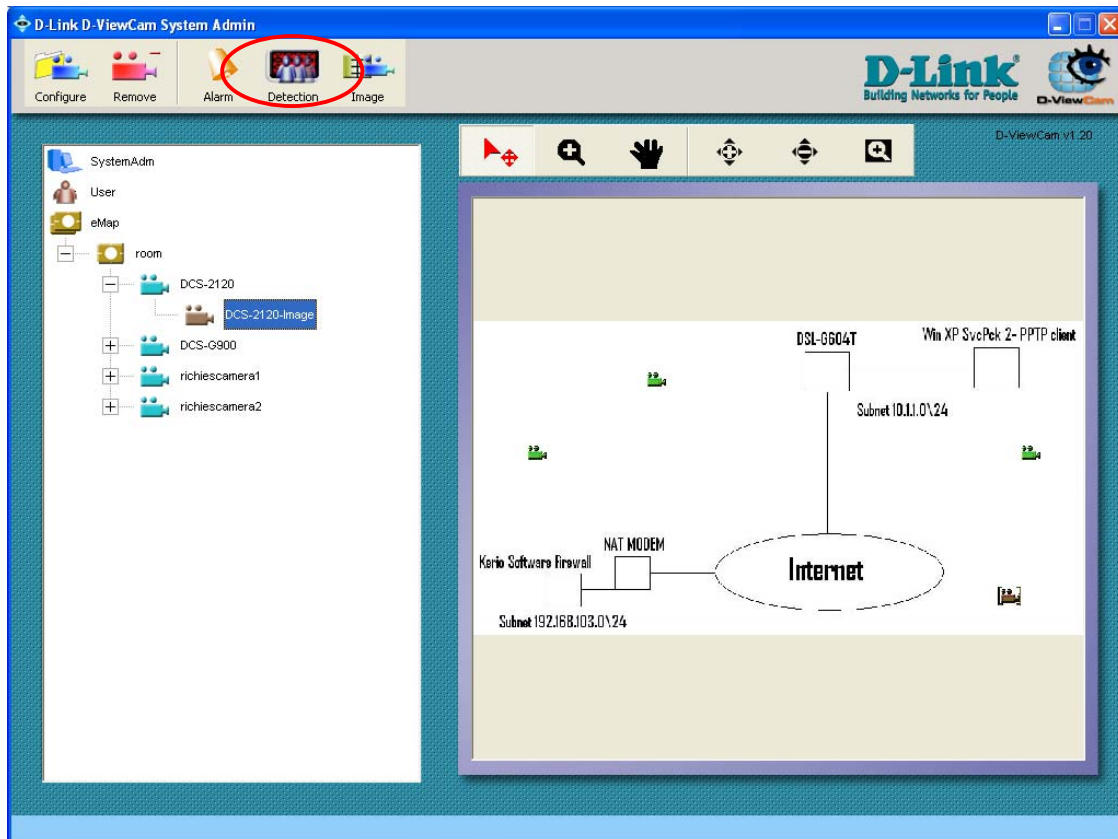 D-Link D-ViewCam System Admin
Configure
Remove
Alarm
Detection
Image
D-Link
Building Networks for People
D-ViewCam
D-ViewCam v1.20
SystemAdm
User
eMap
room
DCS-2120
DCS-2120-Image
DCS-G900
richiescamera1
richiescamera2
DSL-G604T
Win XP SvcPck 2- PPTP client
Subnet 10.1.1.0\24
NAT MODEM
Kerio Software Firewall
Internet
Subnet 192.168.103.0\24